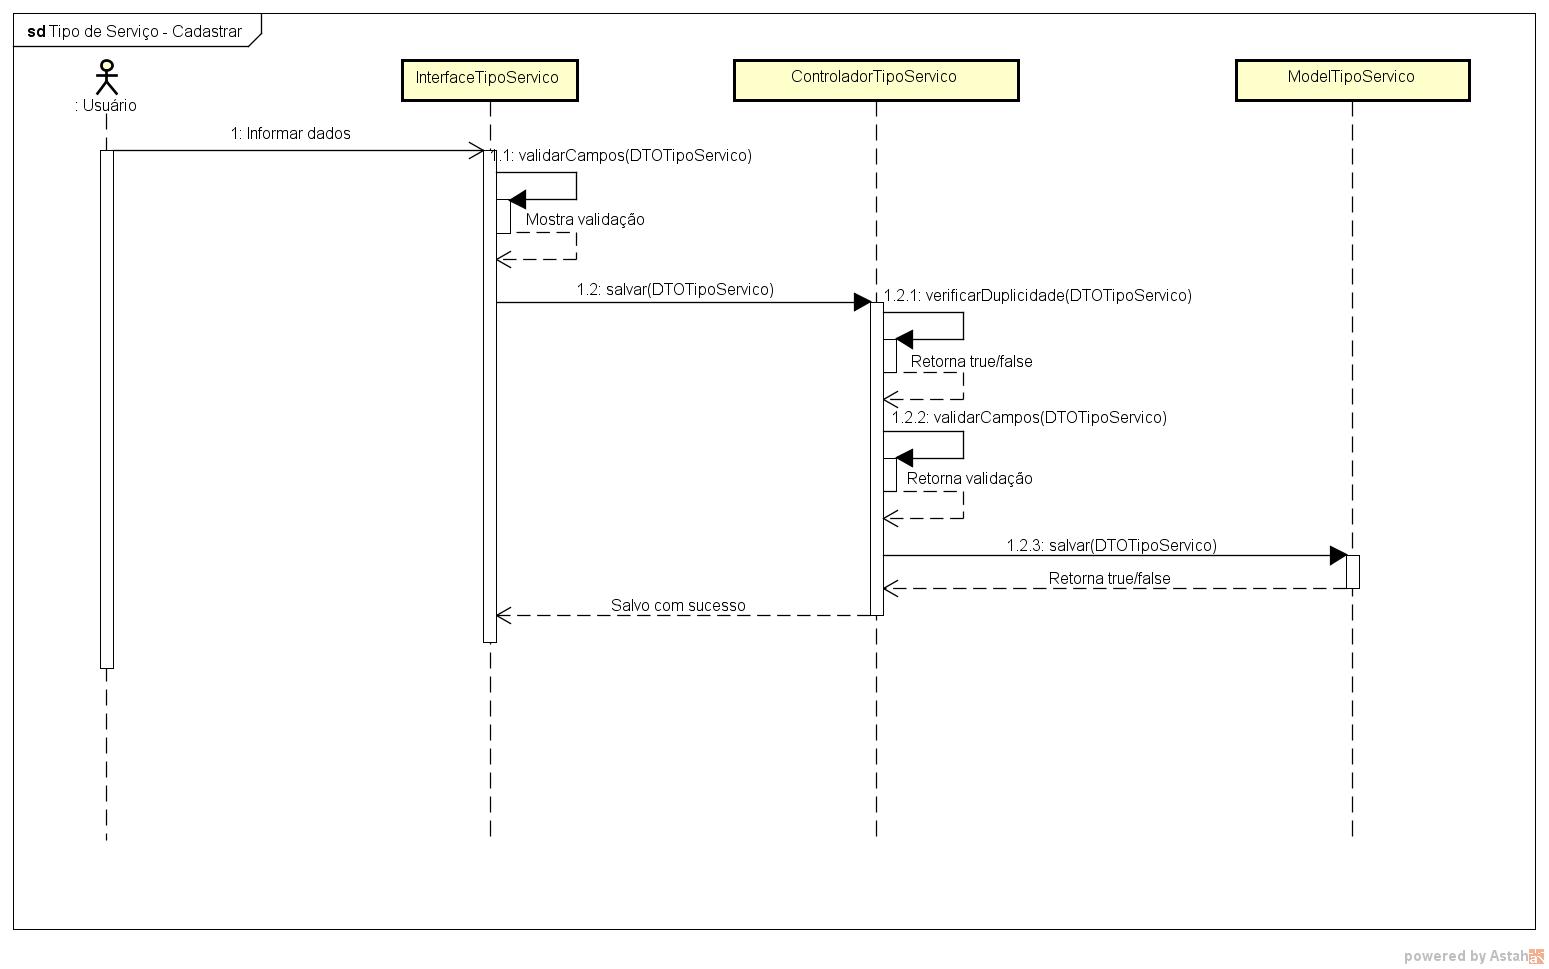 sd Tipo de Serviço - Cadastrar
: Usuário
InterfaceTipoServico
ControladorTipoServico
ModelTipoServico
1: Informar dados
1.1: validarCampos(DTOTipoServico)
Mostra validação
1.2: salvar(DTOTipoServico)
1.2.1: verificarDuplicidade(DTOTipoServico)
Retorna true/false
1.2.2: validarCampos(DTOTipoServico)
Retorna validação
1.2.3: salvar(DTOTipoServico)
Retorna true/false
Salvo com sucesso
powered by Astah